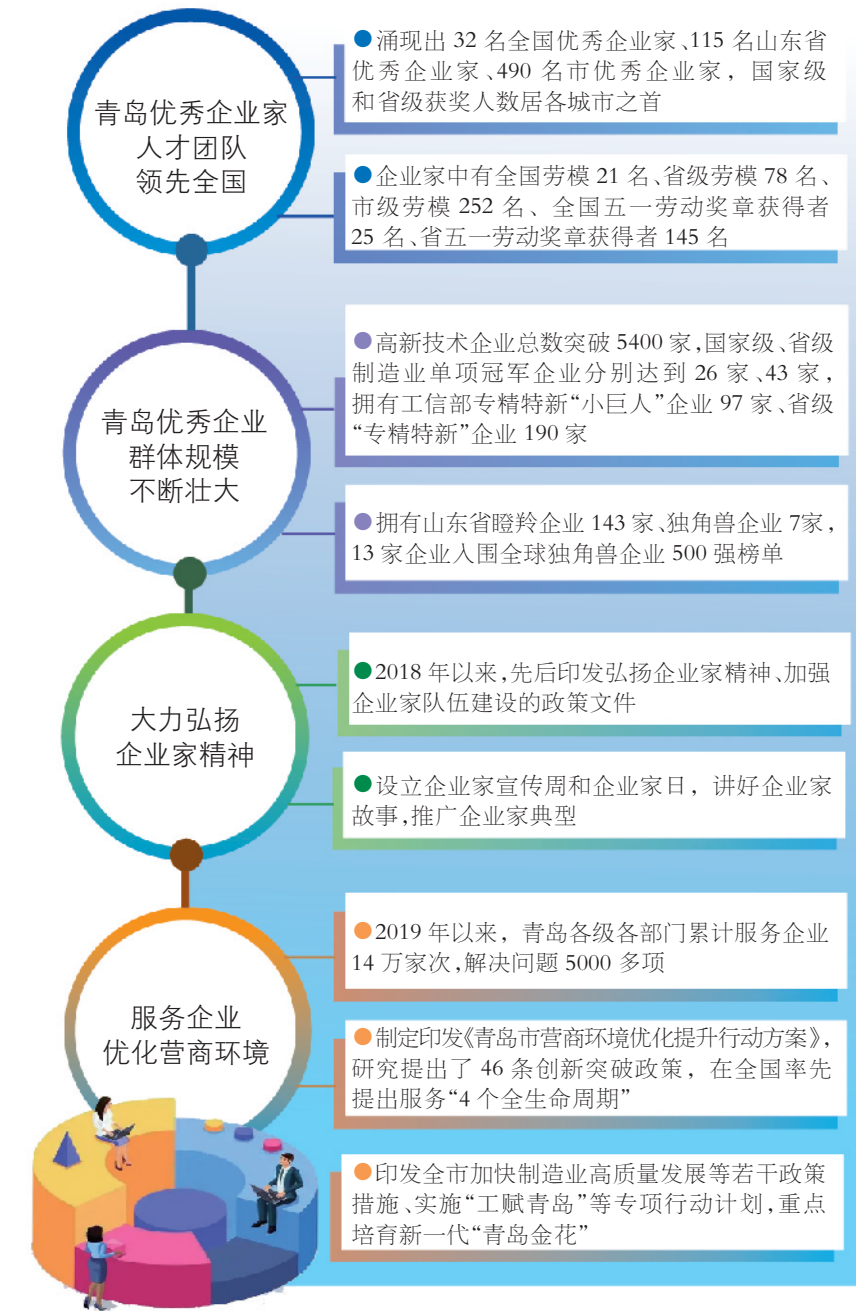 青岛优秀企业家
人才团队
领先全国
●涌现出 32 名全国优秀企业家、115 名山东省
优秀企业家、490 名市优秀企业家，国家级
和省级获奖人数居各城市之首
●企业家中有全国劳模 21 名、省级劳模 78 名、
市级劳模 252 名、全国五一劳动奖章获得者
25 名、省五一劳动奖章获得者 145 名
青岛优秀企业
群体规模
不断壮大
●高新技术企业总数突破 5400 家，国家级、省级
制造业单项冠军企业分别达到 26 家、43 家，
拥有工信部专精特新“小巨人”企业 97 家、省级
“专精特新”企业 190 家
●拥有山东省瞪羚企业 143 家、独角兽企业 7家，
13 家企业入围全球独角兽企业 500 强榜单
大力弘扬
企业家精神
●2018 年以来，先后印发弘扬企业家精神、加强
企业家队伍建设的政策文件
●设立企业家宣传周和企业家日，讲好企业家
故事，推广企业家典型
服务企业
优化营商环境
●2019 年以来，青岛各级各部门累计服务企业
14 万家次，解决问题 5000 多项
●制定印发《青岛市营商环境优化提升行动方案》，
研究提出了 46 条创新突破政策，在全国率先
提出服务“4 个全生命周期”
●印发全市加快制造业高质量发展等若干政策
措施、实施“工赋青岛”等专项行动计划，重点
培育新一代“青岛金花”